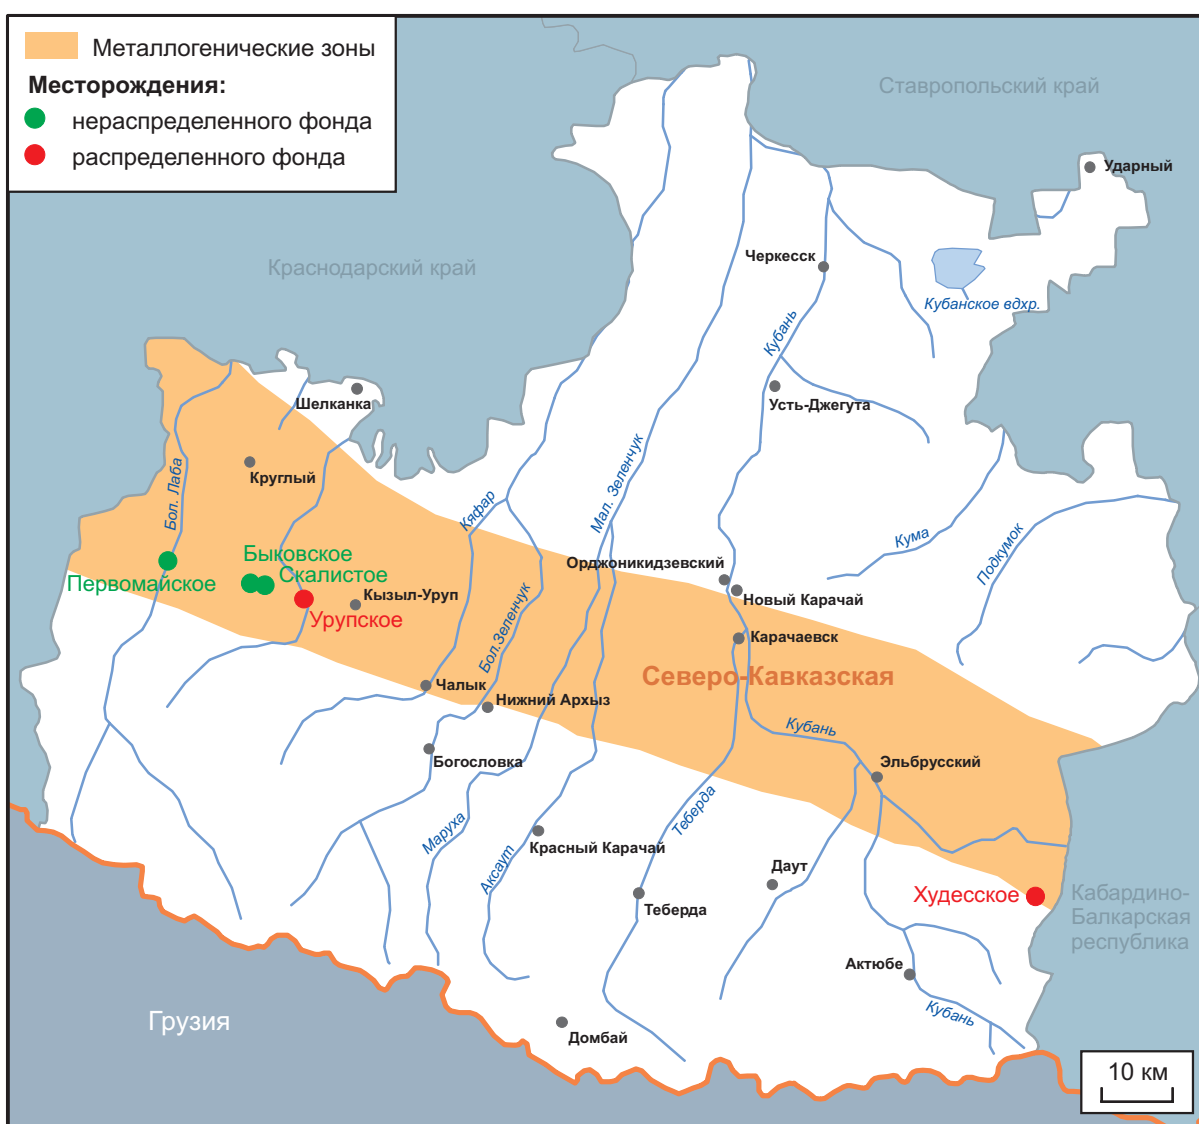 Металлогенические зоны
Месторождения:
нераспределенного фонда
распределенного фонда
Ставропольский край
Ударный
Черкесск
Краснодарский край
Кубанское вдхр.
Кубань
Шелканка
Усть-Джегута
Круглый
Бол. Лаба
Кяфар
Мал. Зеленчук
Кума
Подкумок
Быковское
Скалистое
Первомайское
Орджоникидзевский
Новый Карачай
Кызыл-Уруп
Урупское
Бол.Зеленчук
Карачаевск
Северо-Кавказская
Чалык
Нижний Архыз
Кубань
Богословка
Эльбрусский
Маруха
Аксаут
Теберда
Красный Карачай
Даут
Худесское
Кабардино-
Балкарская
республика
Теберда
Актюбе
Кубань
Грузия
Домбай
10 км